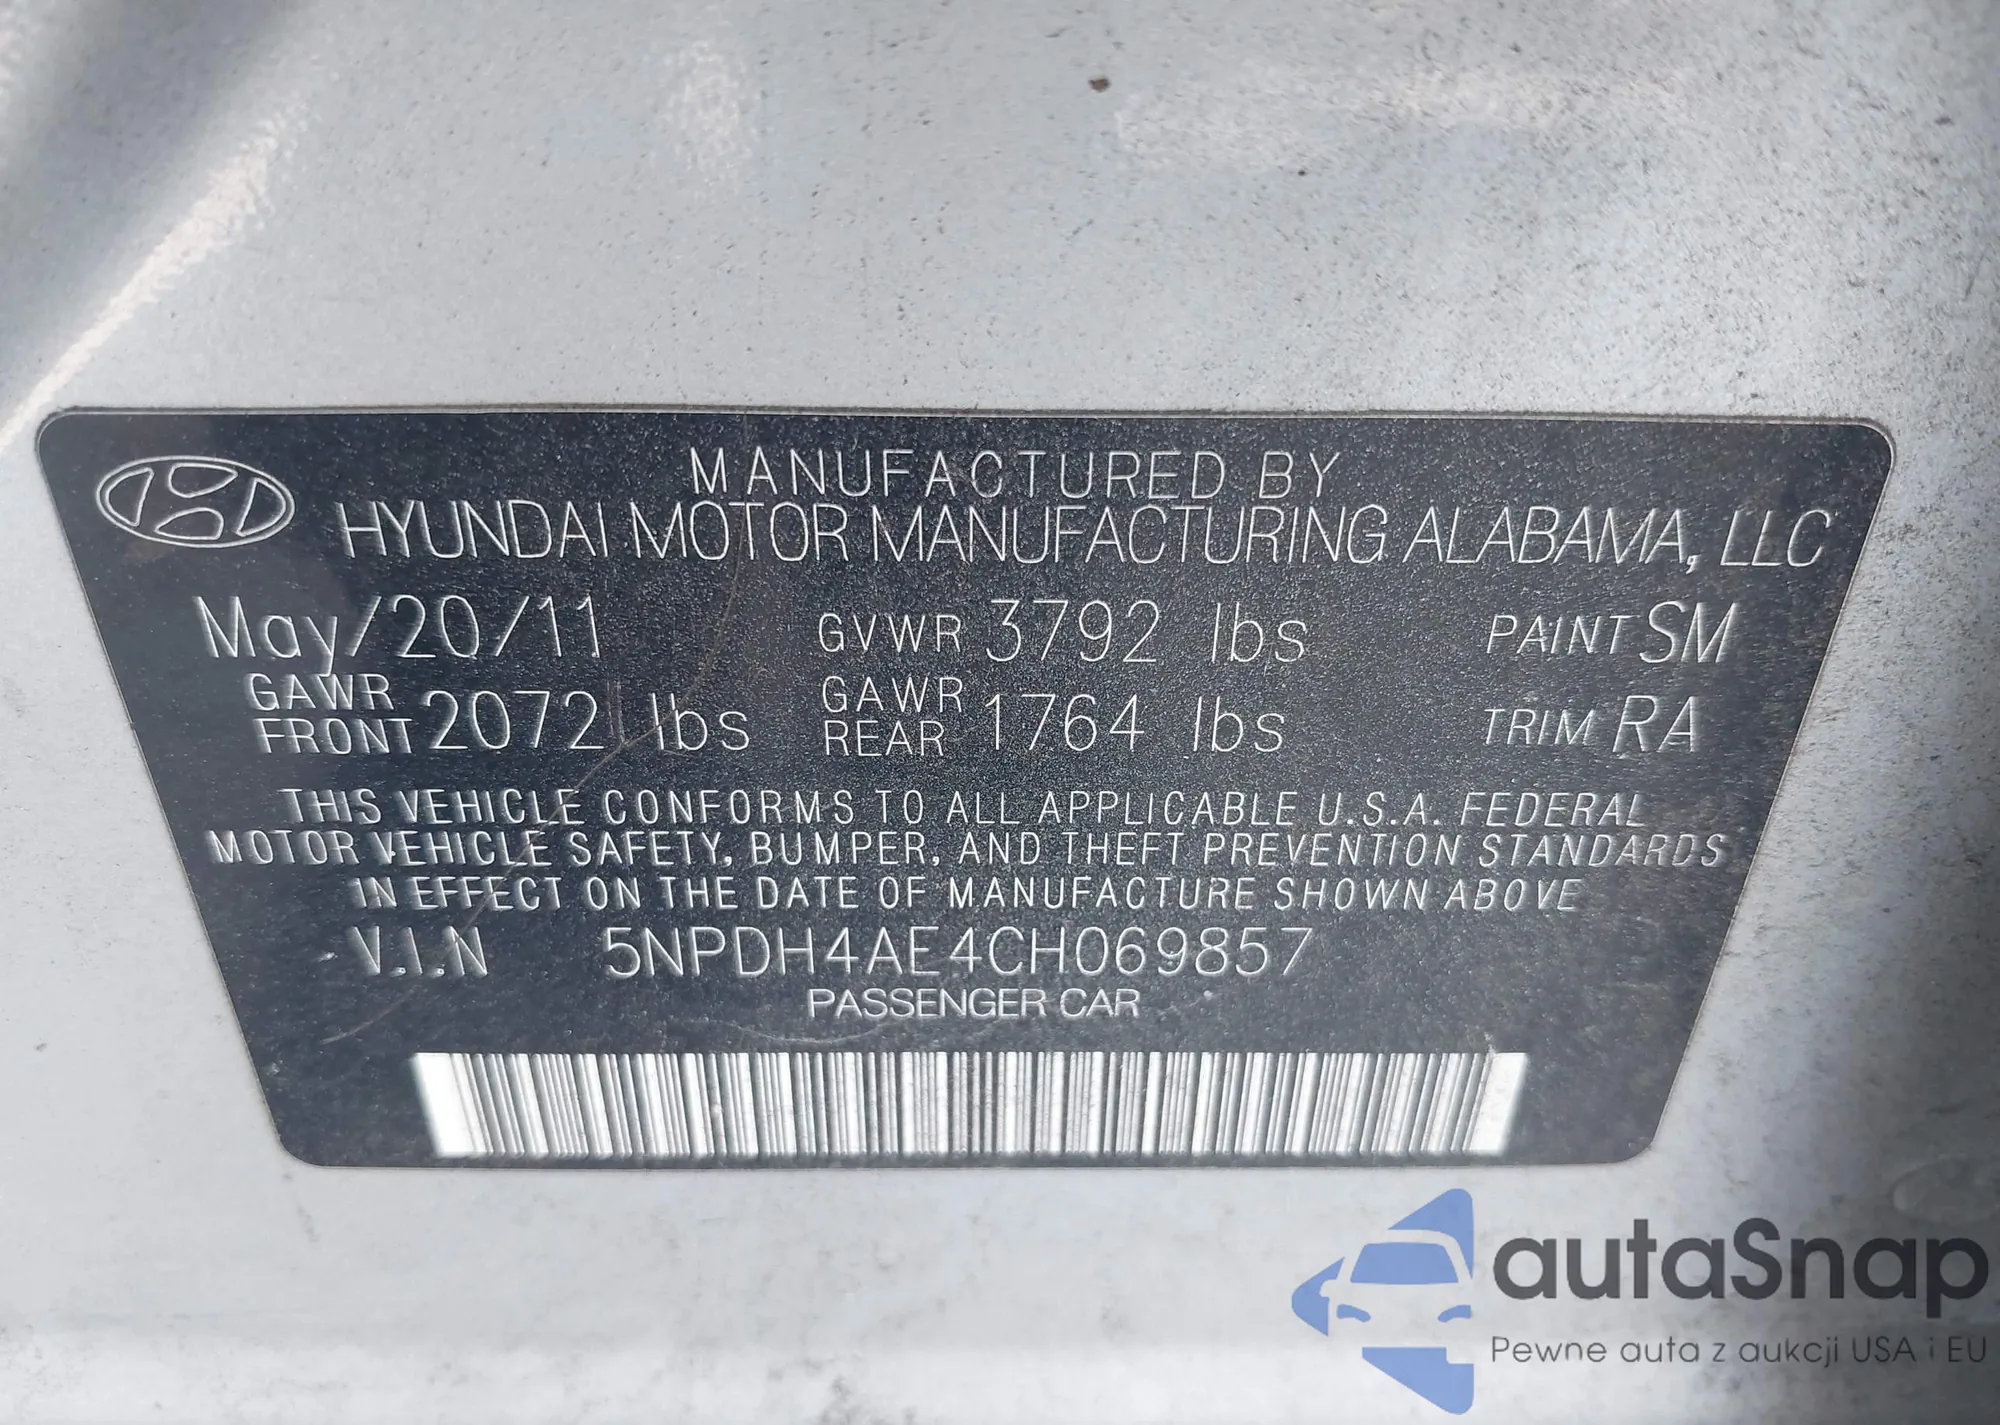 MANUFACTURED BY
HYUNDAI MOTOR MANUFACTURING ALABAMA, LLC
May/20/11 GVWR 3792 lbs PAINT SM
GAWR FRONT 2072 lbs GAWR REAR 1764 lbs TRIM RA
THIS VEHICLE CONFORMS TO ALL APPLICABLE U.S.A. FEDERAL
MOTOR VEHICLE SAFETY, BUMPER, AND THEFT PREVENTION STANDARDS
IN EFFECT ON THE DATE OF MANUFACTURE SHOWN ABOVE
V.I.N 5NPDH4AE4CH069857
PASSENGER CAR
autaSnap
Pewne auta z aukcji USA i EU